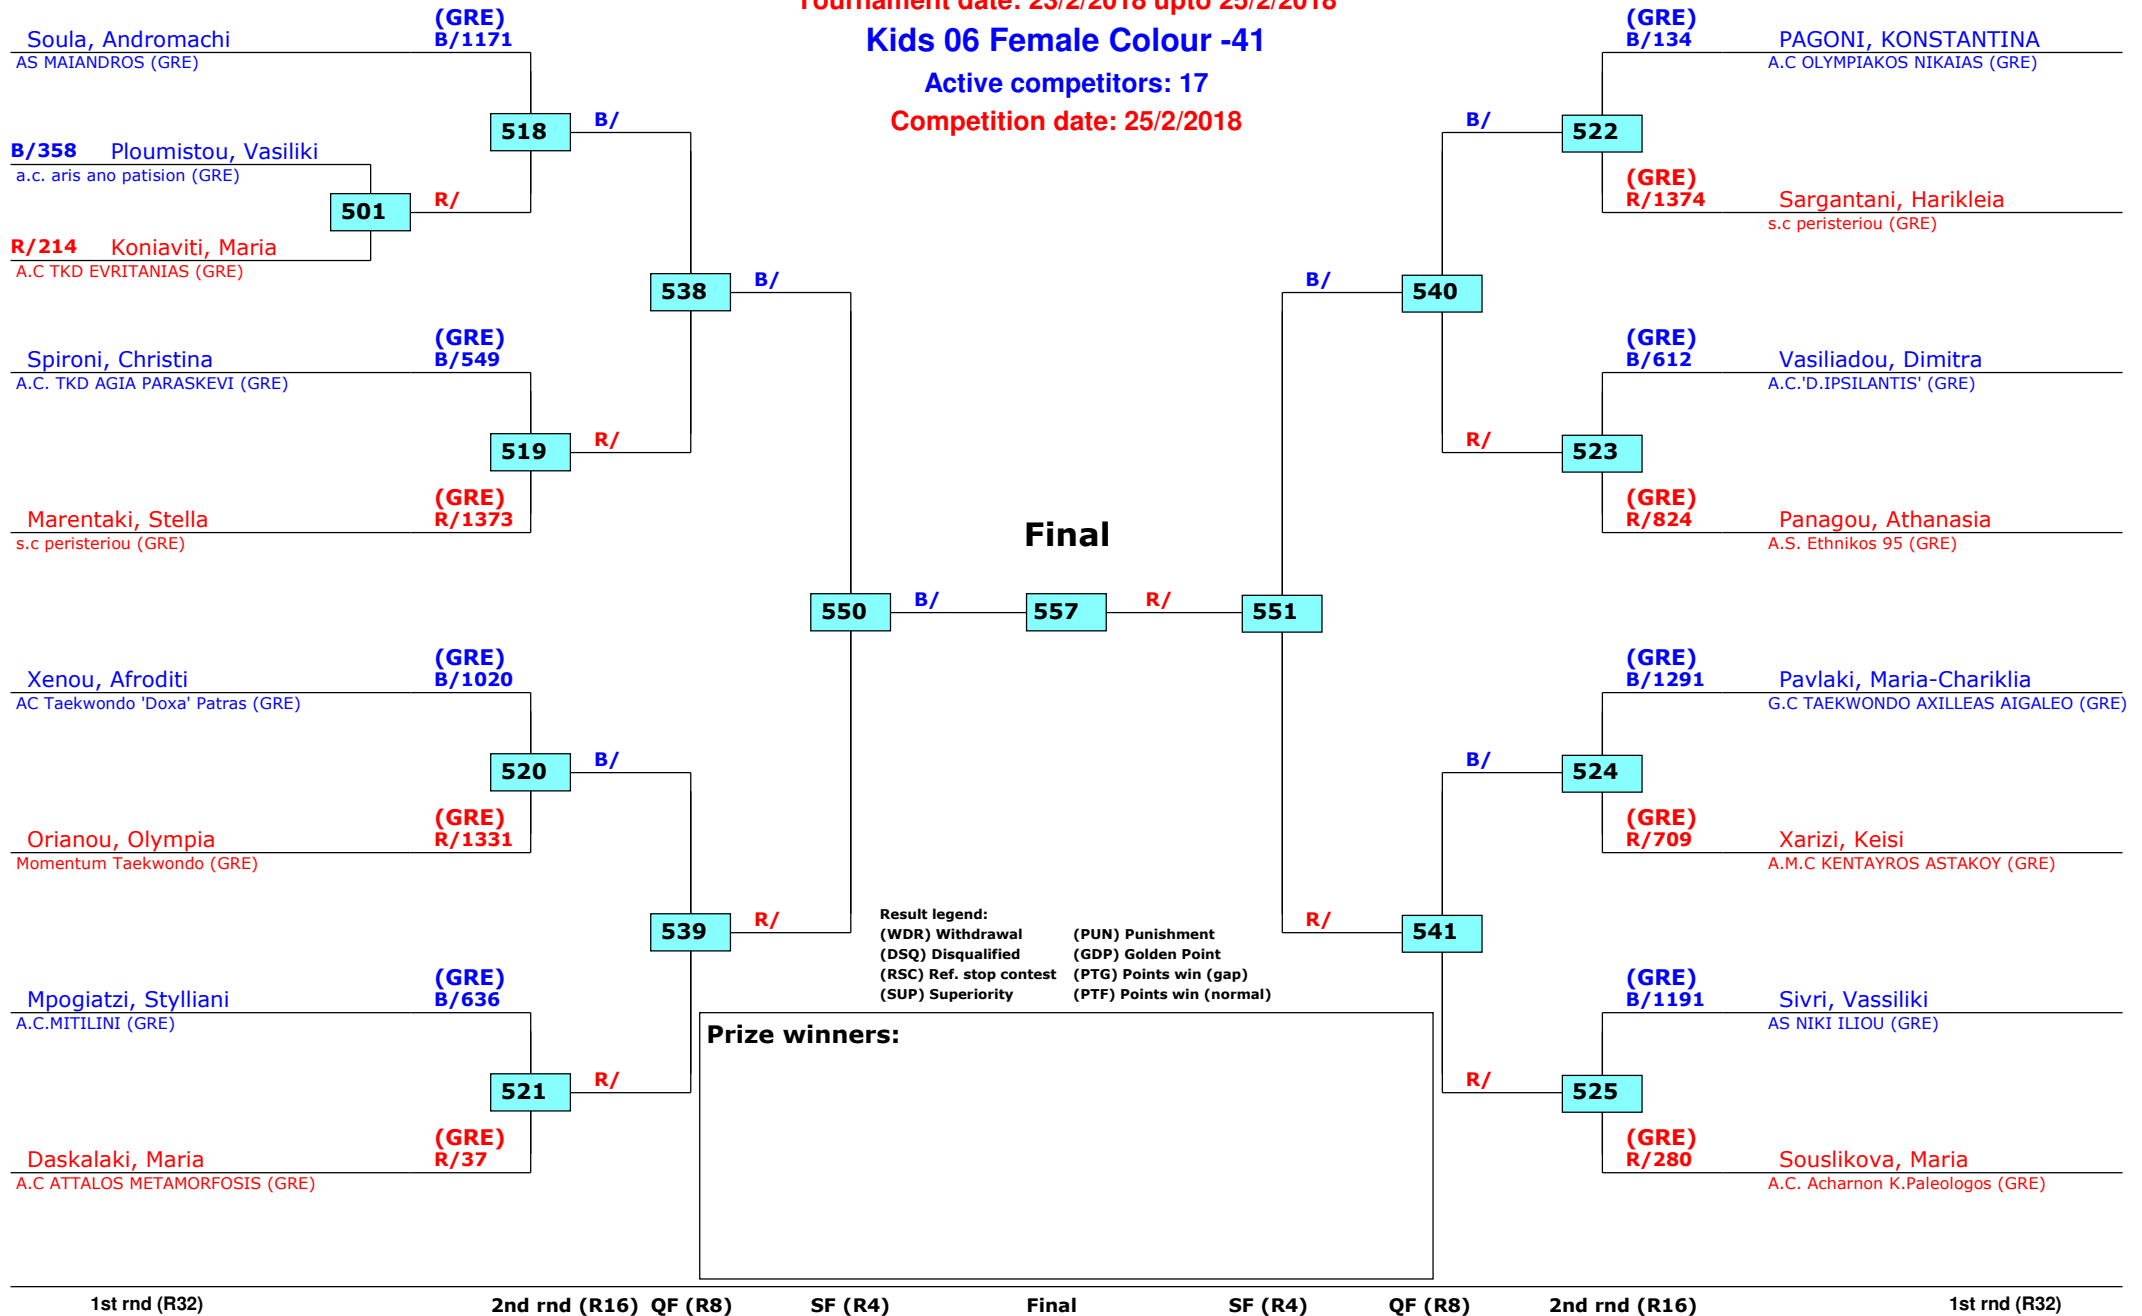 Tournament date: 23/2/2018 upto 25/2/2018
Kids 06 Female Colour -41
Active competitors: 17
Competition date: 25/2/2018
Soula, Andromachi
(GRE)
B/1171
AS MAIANDROS (GRE)
518
B/
B/358 Ploumistou, Vasiliki
a.c. aris ano patision (GRE)
501
R/
R/214 Koniaviti, Maria
A.C TKD EVRITANIAS (GRE)
538
B/
Spironi, Christina
(GRE)
B/549
A.C. TKD AGIA PARASKEVI (GRE)
519
R/
Marentaki, Stella
(GRE)
R/1373
s.c peristeriou (GRE)
550
B/
Xenou, Afroditi
(GRE)
B/1020
AC Taekwondo 'Doxa' Patras (GRE)
520
B/
Orianou, Olympia
(GRE)
R/1331
Momentum Taekwondo (GRE)
539
R/
Mpogiatzi, Stylliani
(GRE)
B/636
A.C.MITILINI (GRE)
521
R/
Daskalaki, Maria
(GRE)
R/37
A.C ATTALOS METAMORFOSIS (GRE)
Final
557
R/
551
(GRE)
B/134 PAGONI, KONSTANTINA
A.C OLYMPIAKOS NIKAIAS (GRE)
B/
522
(GRE)
R/1374 Sargantani, Harikleia
s.c peristeriou (GRE)
B/
540
(GRE)
B/612 Vasiliadou, Dimitra
A.C.'D.IPSILANTIS' (GRE)
R/
523
(GRE)
R/824 Panagou, Athanasia
A.S. Ethnikos 95 (GRE)
(GRE)
B/1291 Pavlaki, Maria-Chariklia
G.C TAEKWONDO AXILLEAS AIGALEO (GRE)
B/
524
(GRE)
R/709 Xarizi, Keisi
A.M.C KENTAYROS ASTAKOY (GRE)
R/
541
(GRE)
B/1191 Sivri, Vassiliki
AS NIKI ILIOU (GRE)
R/
525
(GRE)
R/280 Souslikova, Maria
A.C. Acharnon K.Paleologos (GRE)
Result legend:
(WDR) Withdrawal (PUN) Punishment
(DSQ) Disqualified (GDP) Golden Point
(RSC) Ref. stop contest (PTG) Points win (gap)
(SUP) Superiority (PTF) Points win (normal)
Prize winners:
1st rnd (R32) 2nd rnd (R16) QF (R8) SF (R4) Final SF (R4) QF (R8) 2nd rnd (R16) 1st rnd (R32)